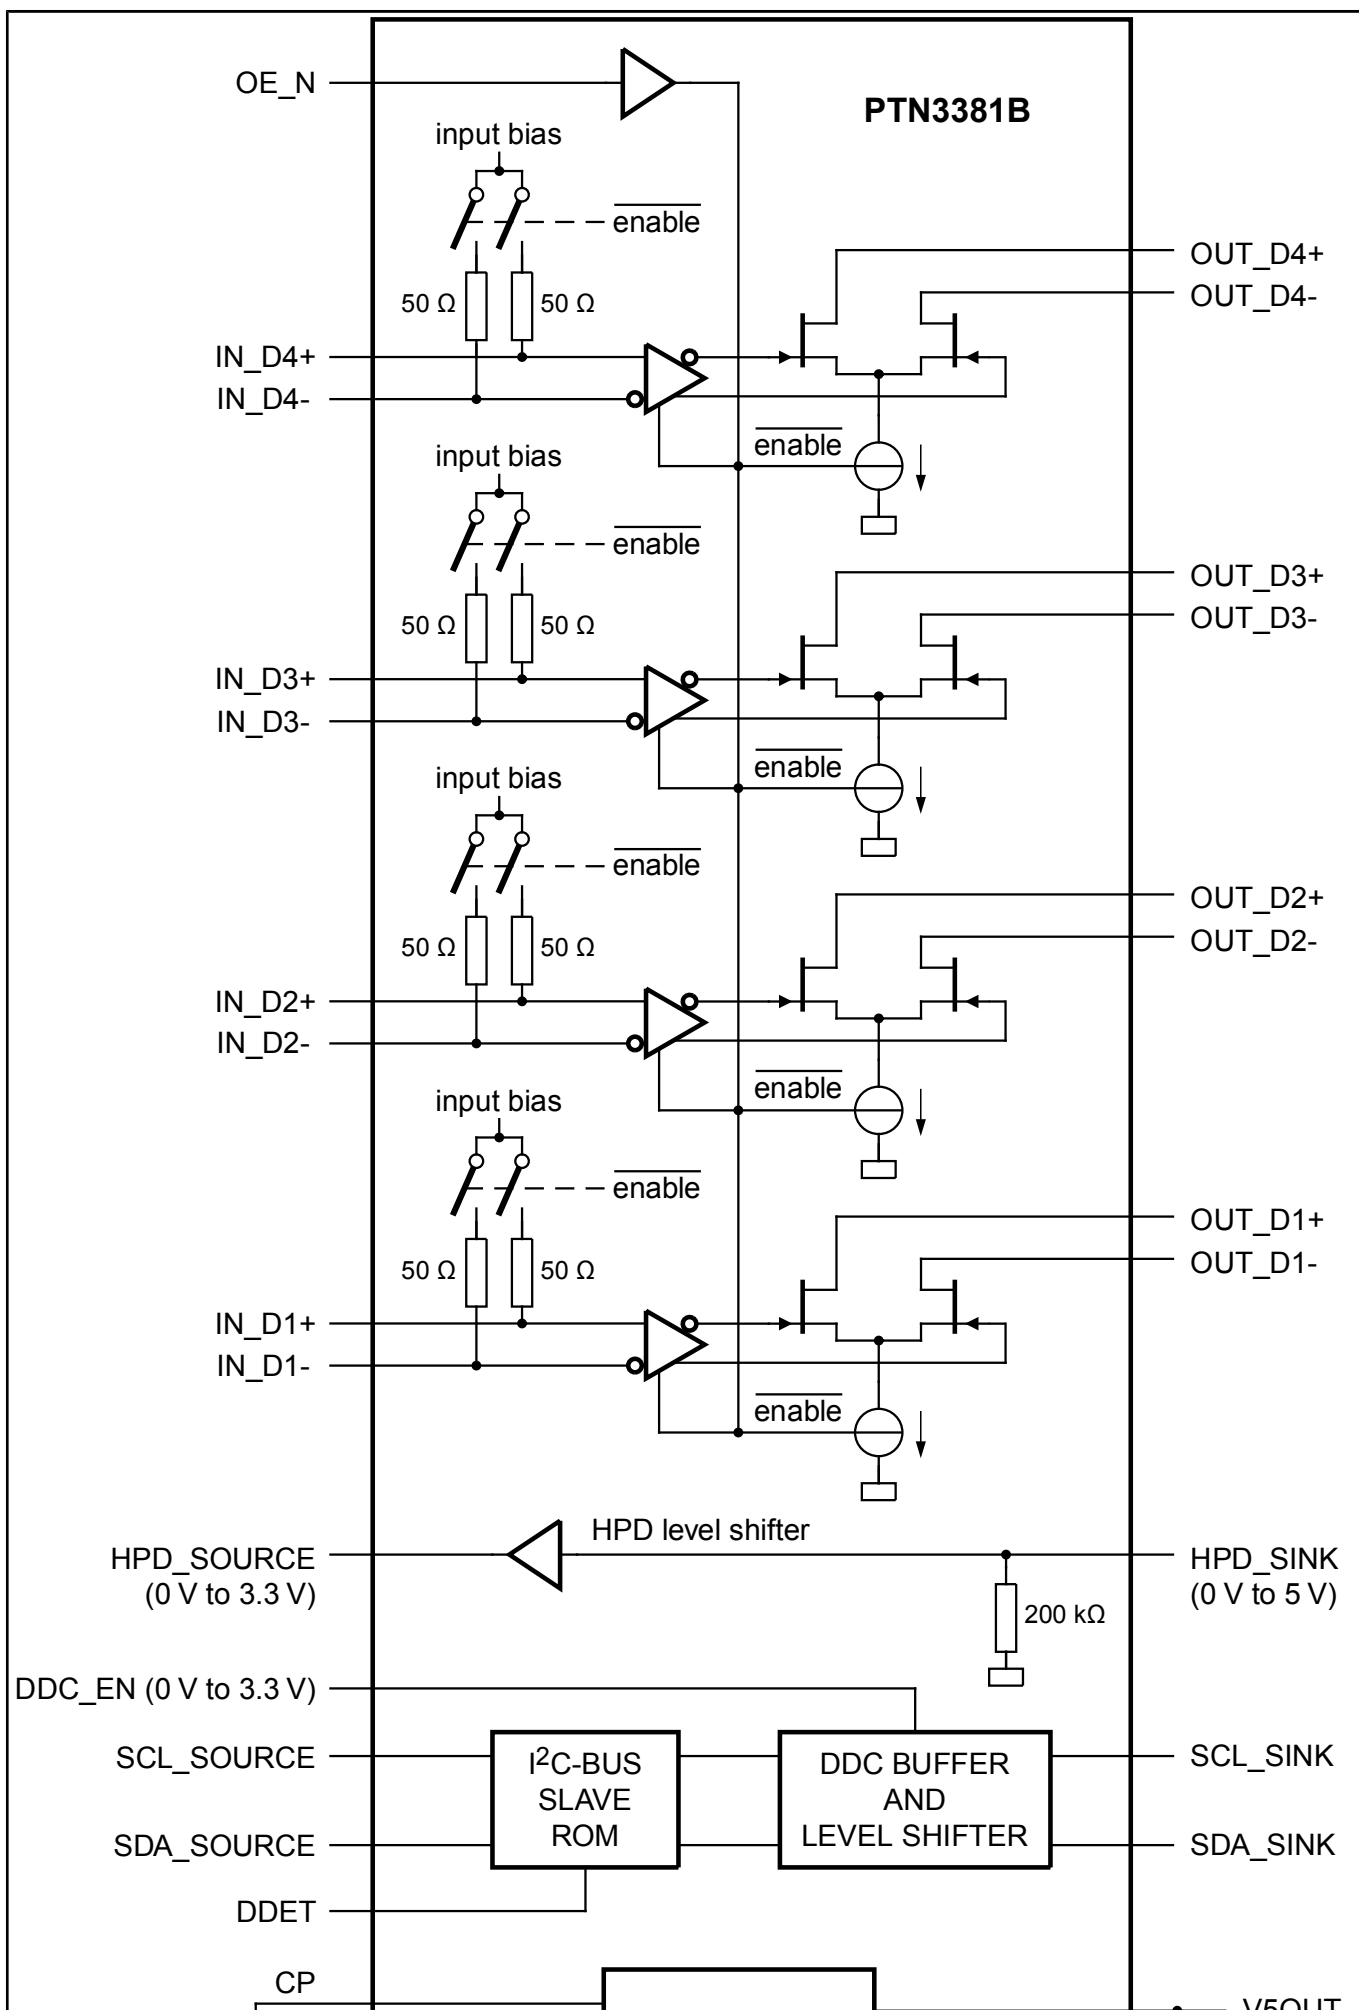 OE_N
PTN3381B
input bias
enable
50 Ω
50 Ω
OUT_D4+
OUT_D4-
IN_D4+
IN_D4-
enable
input bias
enable
50 Ω
50 Ω
OUT_D3+
OUT_D3-
IN_D3+
IN_D3-
enable
input bias
enable
50 Ω
50 Ω
OUT_D2+
OUT_D2-
IN_D2+
IN_D2-
enable
input bias
enable
50 Ω
50 Ω
OUT_D1+
OUT_D1-
IN_D1+
IN_D1-
enable
HPD level shifter
HPD_SOURCE
(0 V to 3.3 V)
HPD_SINK
(0 V to 5 V)
200 kΩ
DDC_EN (0 V to 3.3 V)
SCL_SOURCE
I²C-BUS
SLAVE
ROM
DDC BUFFER
AND
LEVEL SHIFTER
SCL_SINK
SDA_SOURCE
SDA_SINK
DDET
CP
V5OUT